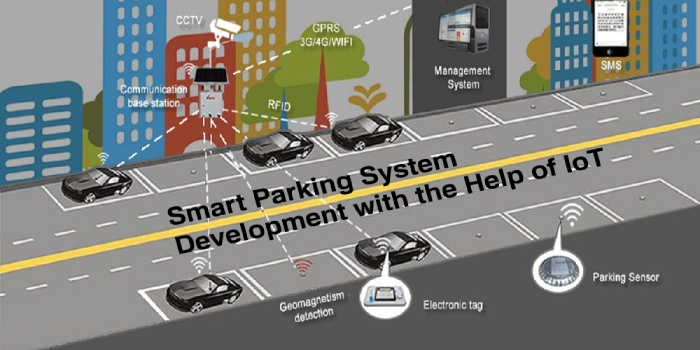 CCTV
GPRS
3G/4G/WIFI
Communication
base station
RFID
Management
System
SMS
Smart Parking System
Development with the Help of IoT
Geomagnetism
detection
Electronic tag
Parking Sensor